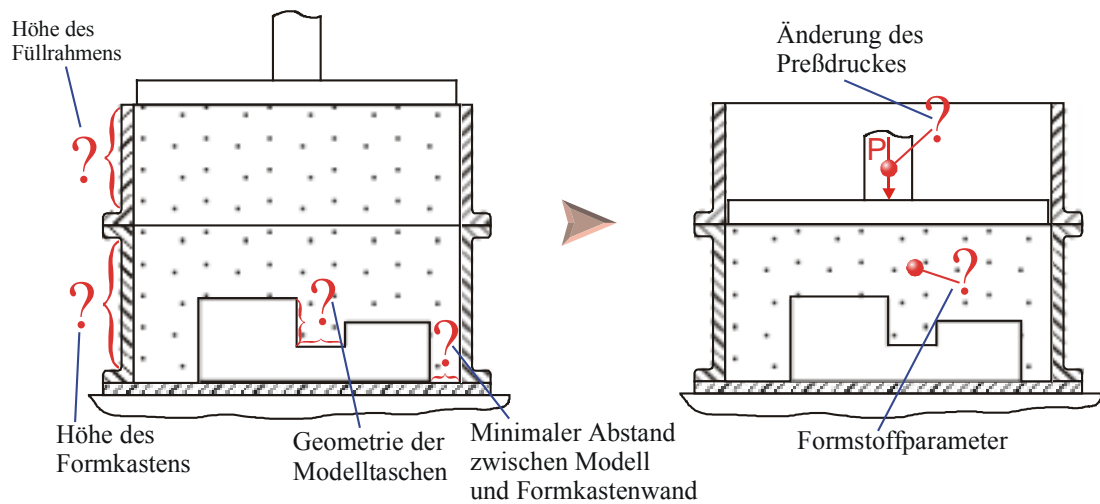 Höhe des
Füllrahmens
?
?
?
?
Höhe des
Formkastens
Geometrie der
Modelltaschen
Minimaler Abstand
zwischen Modell
und Formkastenwand
Änderung des
Preßdruckes
?
P
?
Formstoffparameter